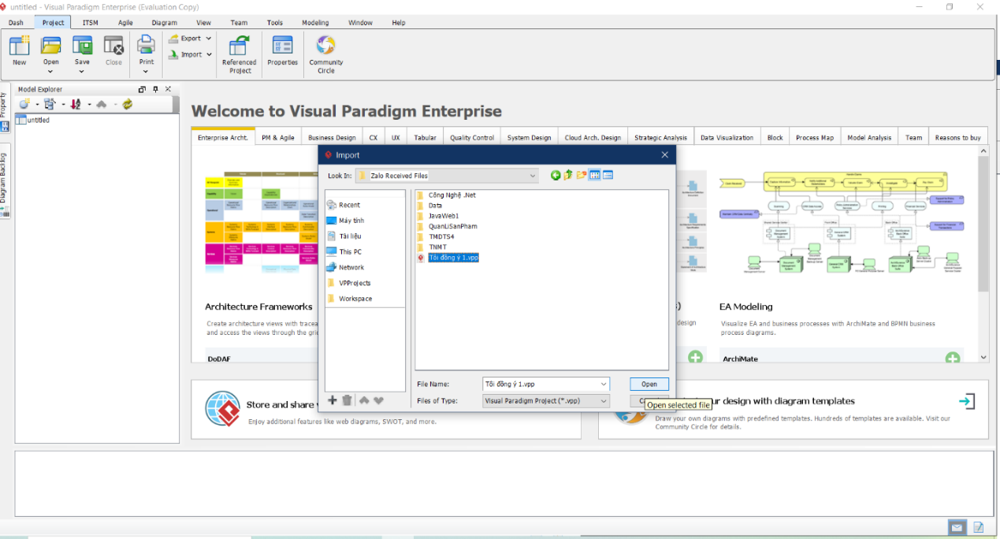 untitled - Visual Paradigm Enterprise (Evaluation Copy)
Dash Project ITSM Agile Diagram View Team Tools Modeling Window Help
New Open Save Close Print Export Import Referenced Project Properties Community Circle
Model Explorer
untitled
Property
Diagram Backlog
Welcome to Visual Paradigm Enterprise
Enterprise Archt. PM & Agile Business Design CX UX Tabular Quality Control System Design Cloud Arch. Design Strategic Analysis Data Visualization Block Process Map Model Analysis Team Reasons to buy
Import
Look In: Zalo Received Files
Recent
Máy tính
Tài liệu
This PC
Network
VPProjects
Workspace
Công Nghệ .Net
Data
JavaWeb1
QuanLiSanPham
TMDTS4
TNMT
Tôi đồng ý 1.vpp
File Name: Tôi đồng ý 1.vpp Open
Files of Type: Visual Paradigm Project (*.vpp)
Open selected file
Architecture Frameworks
Create architecture views with
and access the views through the
DoDAF
design
EA Modeling
Visualize EA and business processes with ArchiMate and BPMN business
process diagrams.
ArchiMate
Store and share
Enjoy additional features like web diagrams, SWOT, and more.
design with diagram templates
Draw your own diagrams with predefined templates. Hundreds of templates are available. Visit our
Community Circle for details.